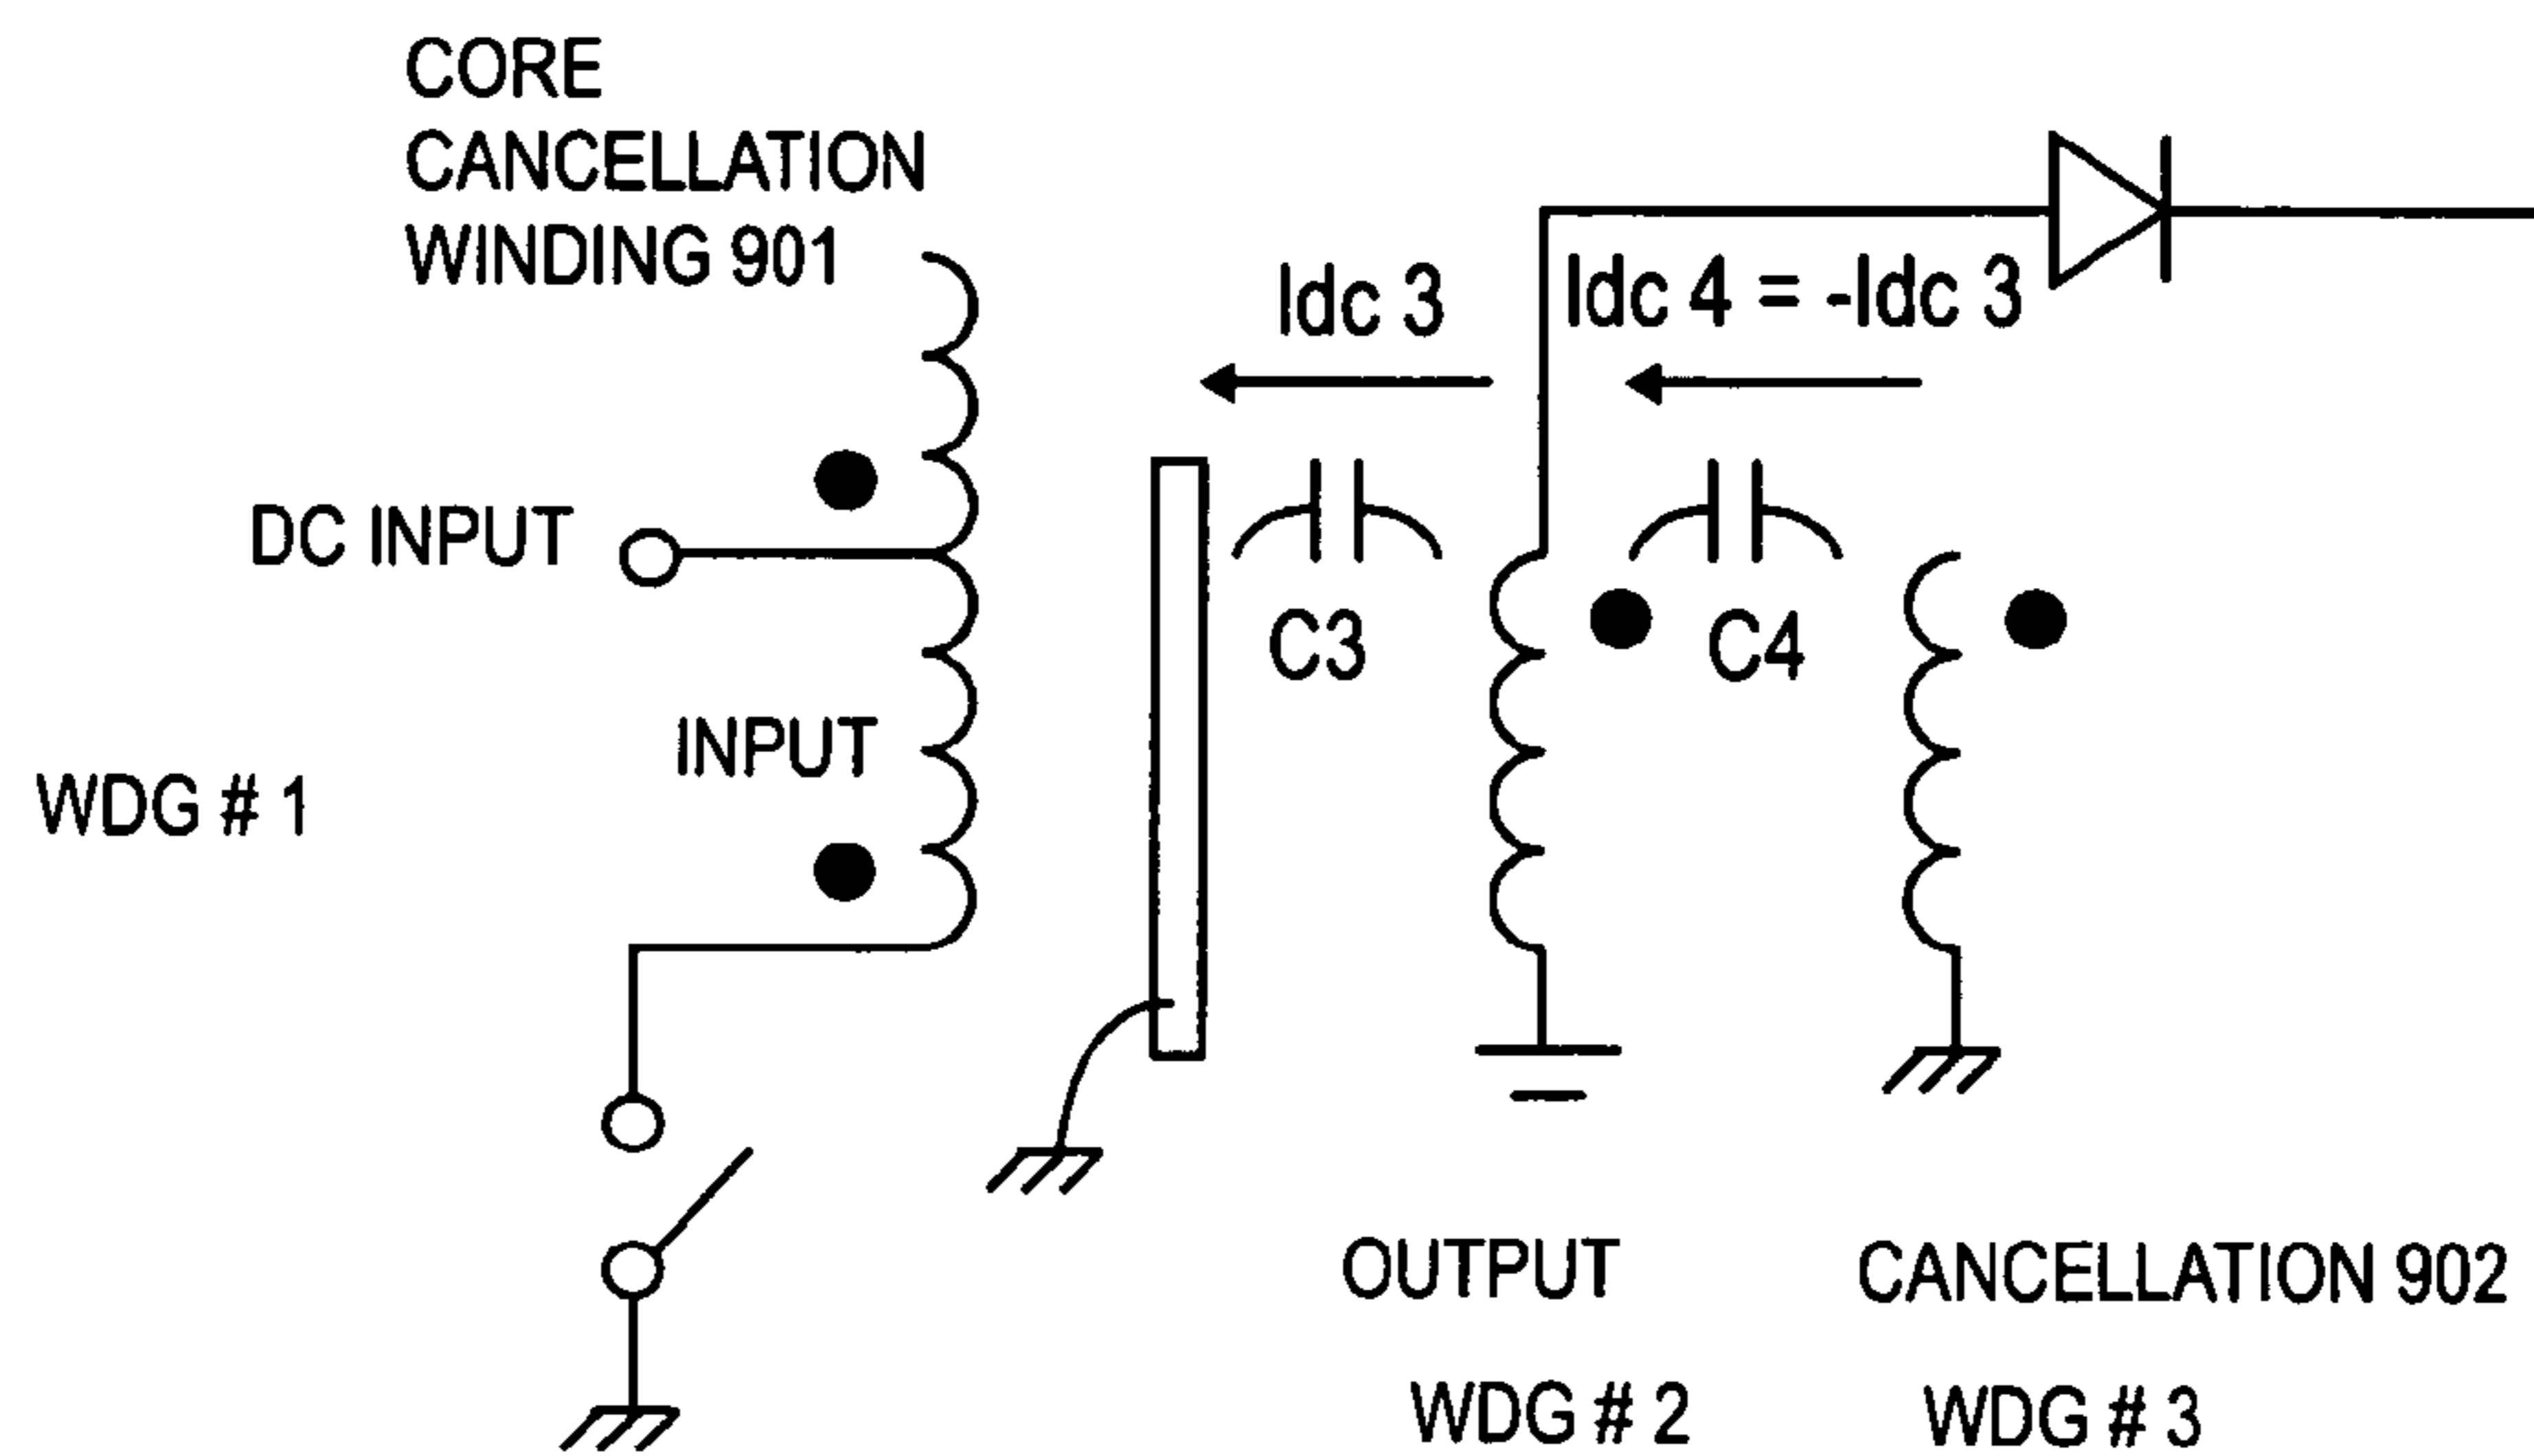 CORE
CANCELLATION
WINDING 901
Idc 3
Idc 4 = -Idc 3
DC INPUT
C3
C4
INPUT
WDG # 1
OUTPUT
CANCELLATION 902
WDG # 2
WDG # 3